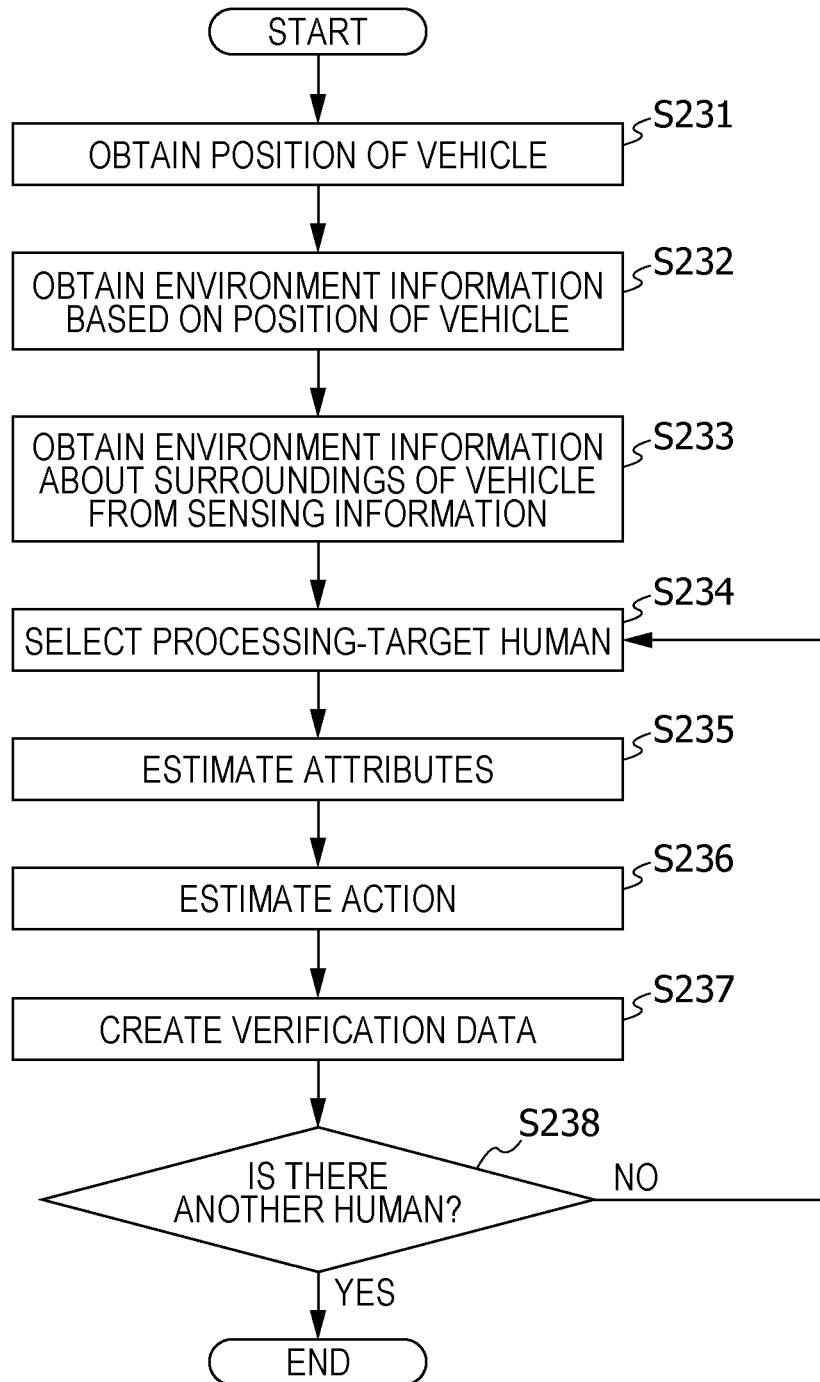 START
S231
OBTAIN POSITION OF VEHICLE
S232
OBTAIN ENVIRONMENT INFORMATION
BASED ON POSITION OF VEHICLE
S233
OBTAIN ENVIRONMENT INFORMATION
ABOUT SURROUNDINGS OF VEHICLE
FROM SENSING INFORMATION
S234
SELECT PROCESSING-TARGET HUMAN
S235
ESTIMATE ATTRIBUTES
S236
ESTIMATE ACTION
S237
CREATE VERIFICATION DATA
S238
IS THERE
ANOTHER HUMAN?
NO
YES
END